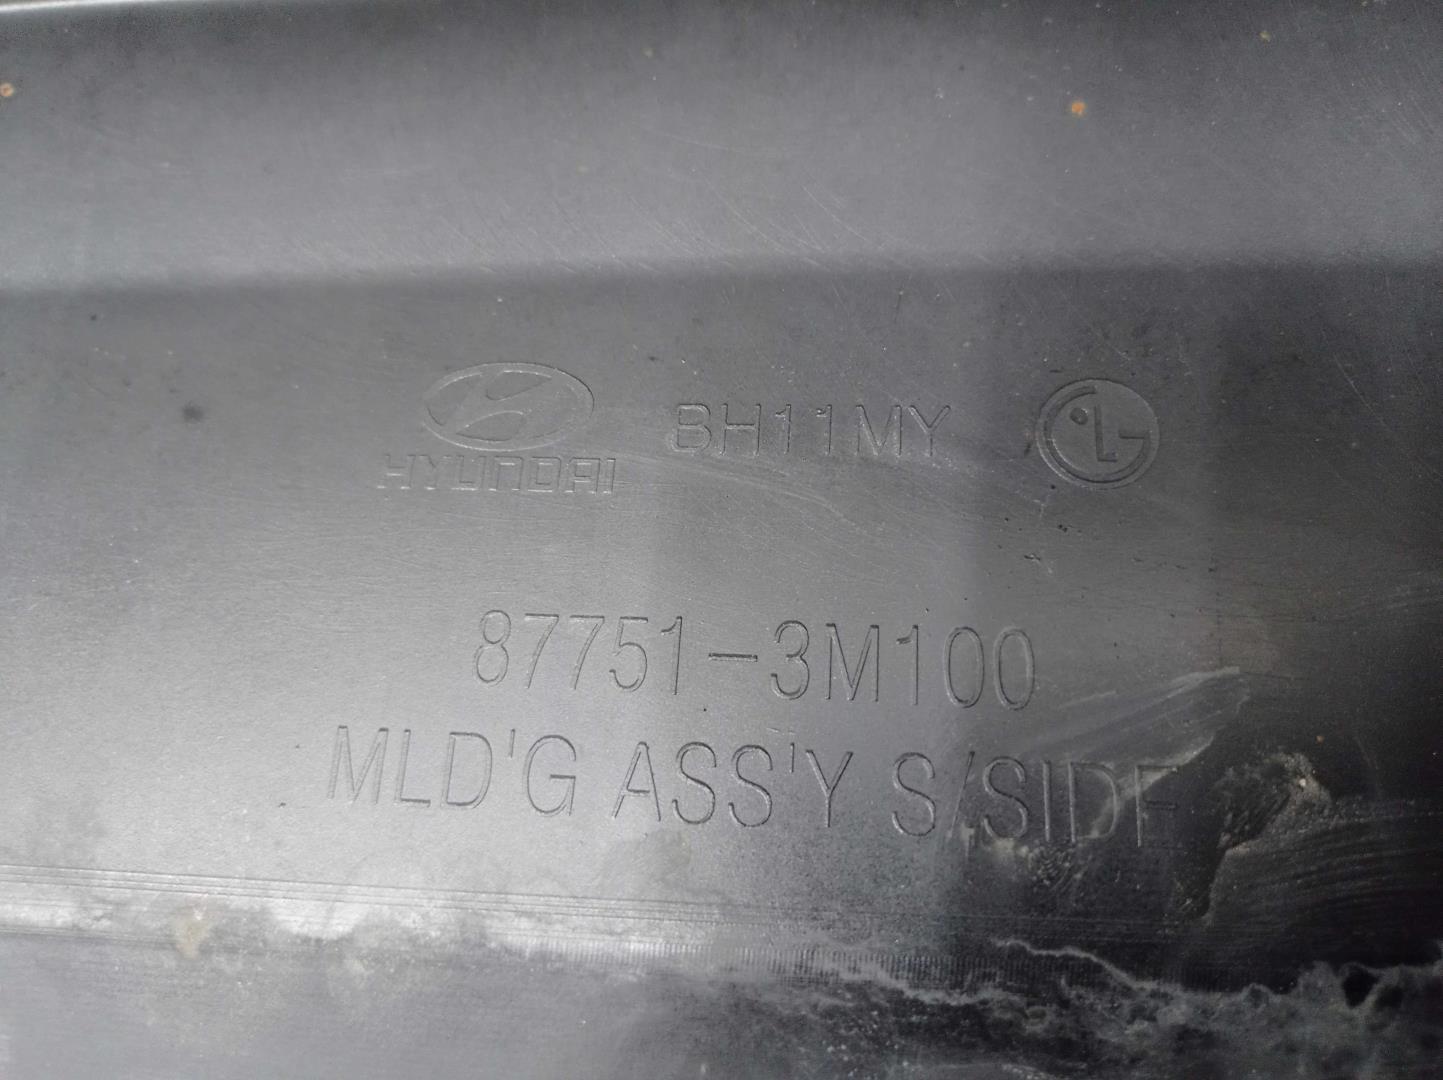 HYUNDAI BH11MY LG
87751-3M100
MLD'G ASS'Y S/SIDE